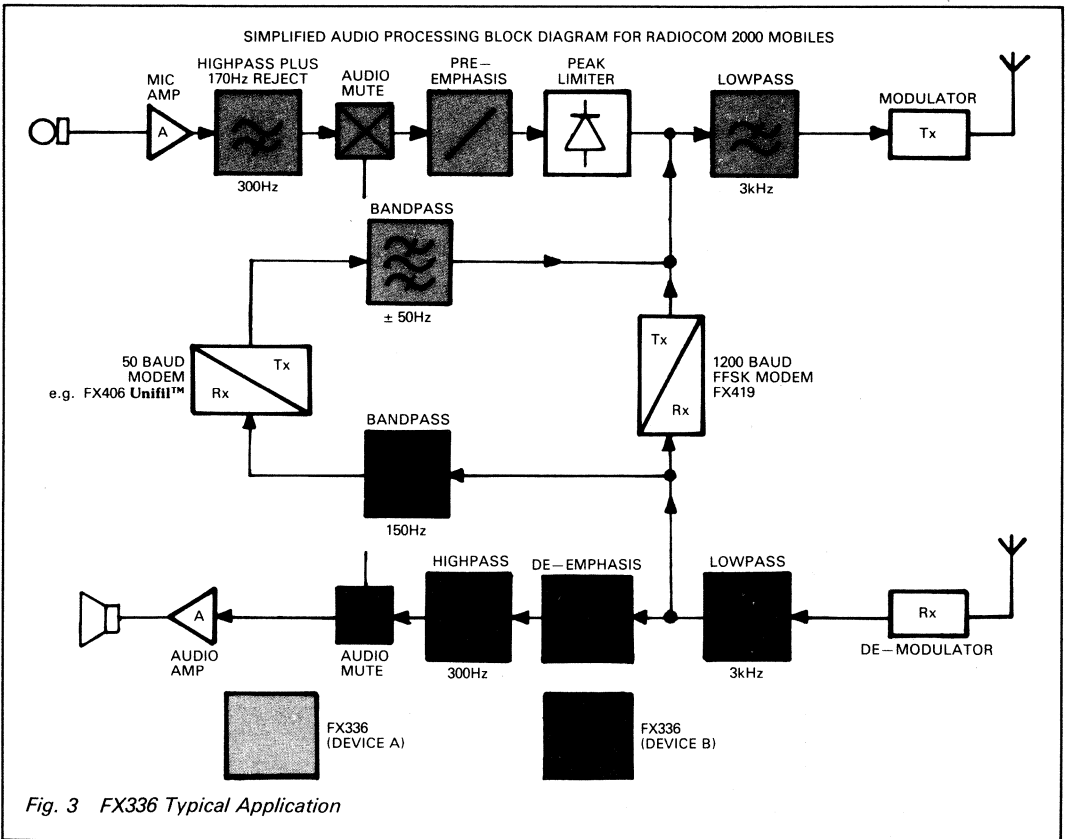 SIMPLIFIED AUDIO PROCESSING BLOCK DIAGRAM FOR RADIOCOM 2000 MOBILES
MIC
AMP
A
HIGHPASS PLUS
170Hz REJECT
300Hz
AUDIO
MUTE
PRE—
EMPHASIS
PEAK
LIMITER
LOWPASS
3kHz
MODULATOR
Tx
BANDPASS
± 50Hz
50 BAUD
MODEM
e.g. FX406 Unifil™
Tx
Rx
Tx
Rx
1200 BAUD
FFSK MODEM
FX419
BANDPASS
150Hz
A
AUDIO
AMP
AUDIO
MUTE
HIGHPASS
300Hz
DE—EMPHASIS
LOWPASS
3kHz
Rx
DE—MODULATOR
FX336
(DEVICE A)
FX336
(DEVICE B)
Fig. 3 FX336 Typical Application